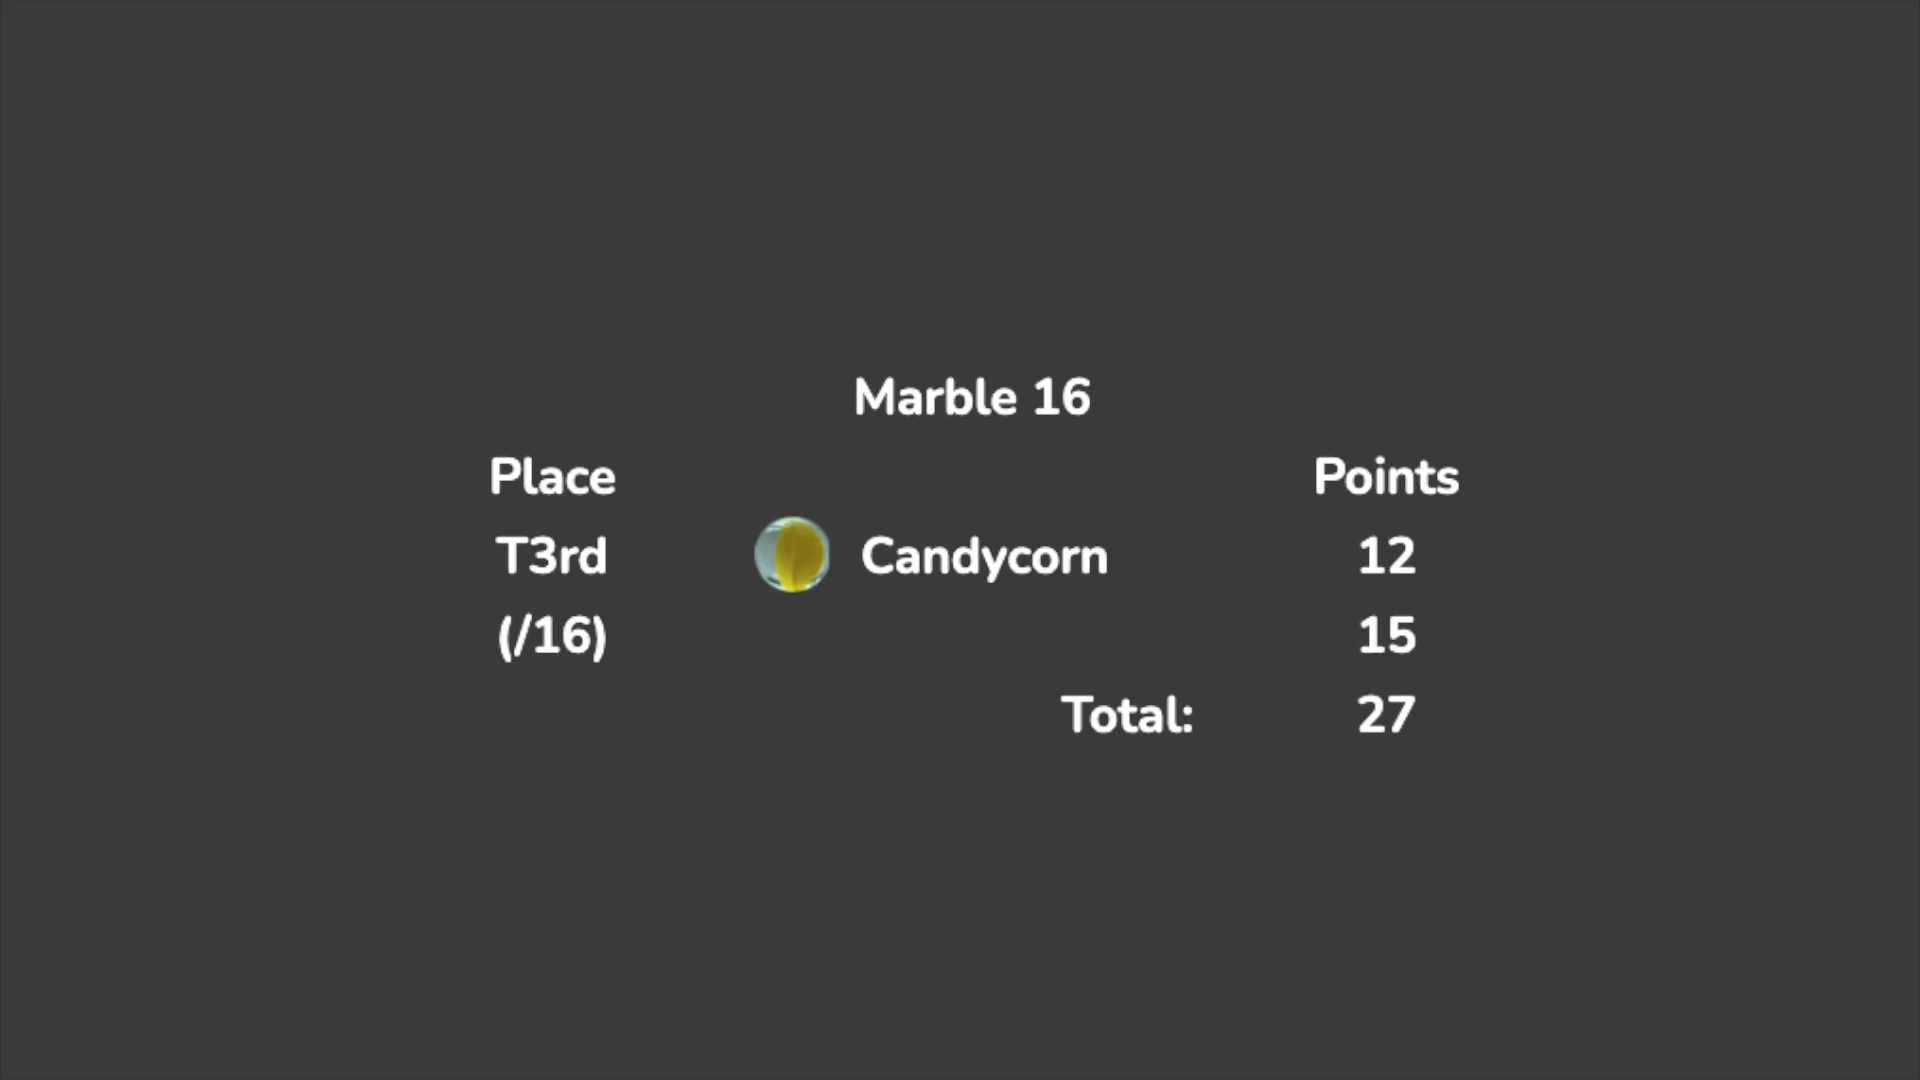 Marble 16
Place Points
T3rd Candycorn 12
(/16) 15
Total: 27